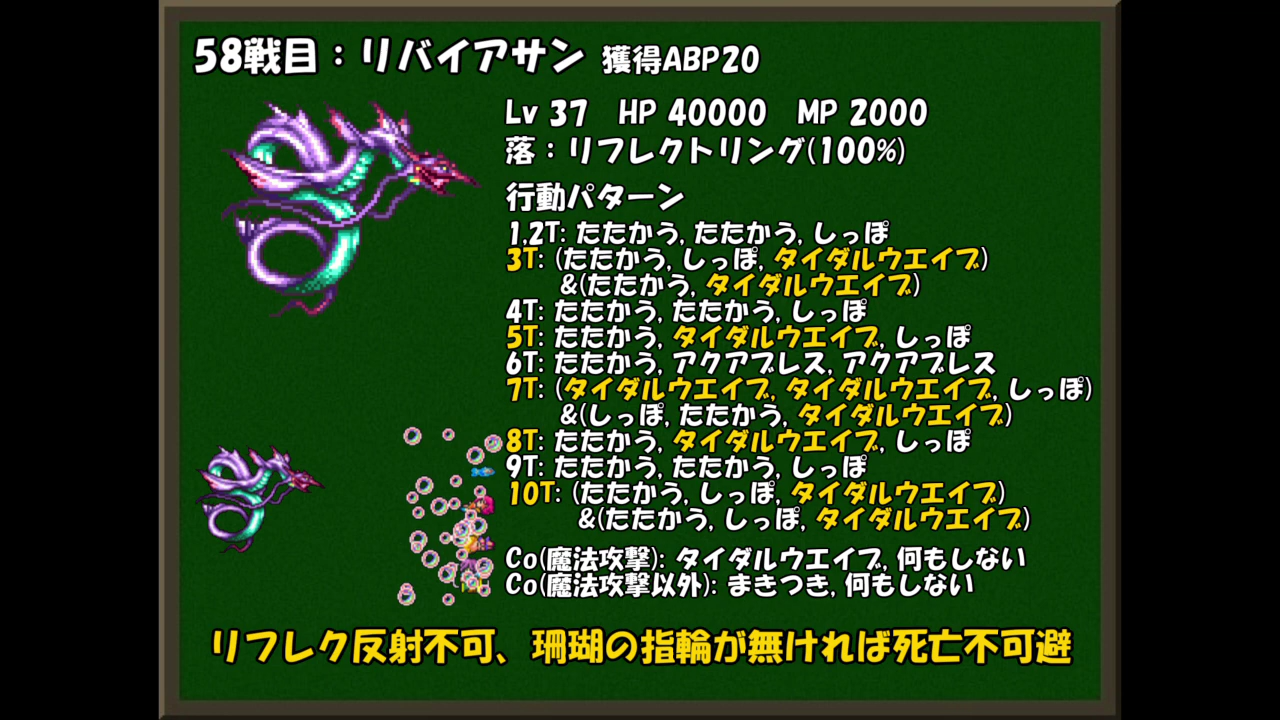 58戦目：リバイアサン 獲得ABP20
Lv 37 HP 40000 MP 2000
落：リフレクトリング(100%)
行動パターン
1,2T: たたかう, たたかう, しっぽ
3T: (たたかう, しっぽ, タイダルウエイブ)
&(たたかう, タイダルウエイブ)
4T: たたかう, たたかう, しっぽ
5T: たたかう, タイダルウエイブ, しっぽ
6T: たたかう, アクアブレス, アクアブレス
7T: (タイダルウエイブ, タイダルウエイブ, しっぽ)
&(しっぽ, たたかう, タイダルウエイブ)
8T: たたかう, タイダルウエイブ, しっぽ
9T: たたかう, たたかう, しっぽ
10T: (たたかう, しっぽ, タイダルウエイブ)
&(たたかう, しっぽ, タイダルウエイブ)
Co(魔法攻撃): タイダルウエイブ, 何もしない
Co(魔法攻撃以外): まきつき, 何もしない
リフレク反射不可、珊瑚の指輪が無ければ死亡不可避